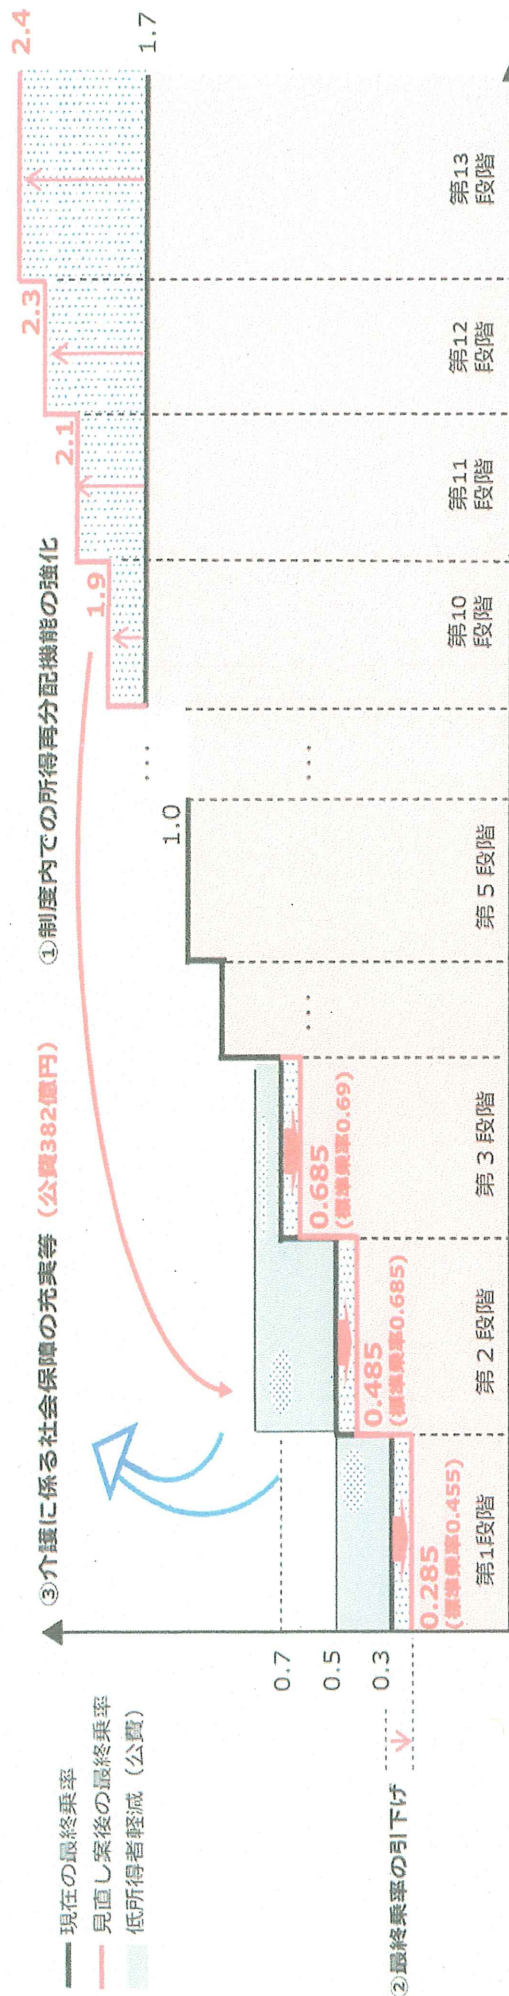 現在の最終乗率
見直し案後の最終乗率
低所得者軽減（公費）
③介護に係る社会保障の充実等（公費382億円）
①制度内での所得再分配機能の強化
②最終乗率の引下げ
0.7
0.5
0.3
0.285
(標準乗率0.455)
第1段階
0.485
(標準乗率0.685)
第２段階
0.685
(標準乗率0.69)
第３段階
...
1.0
第５段階
...
...
1.9
第10
段階
2.1
第11
段階
2.3
第12
段階
2.4
1.7
第13
段階